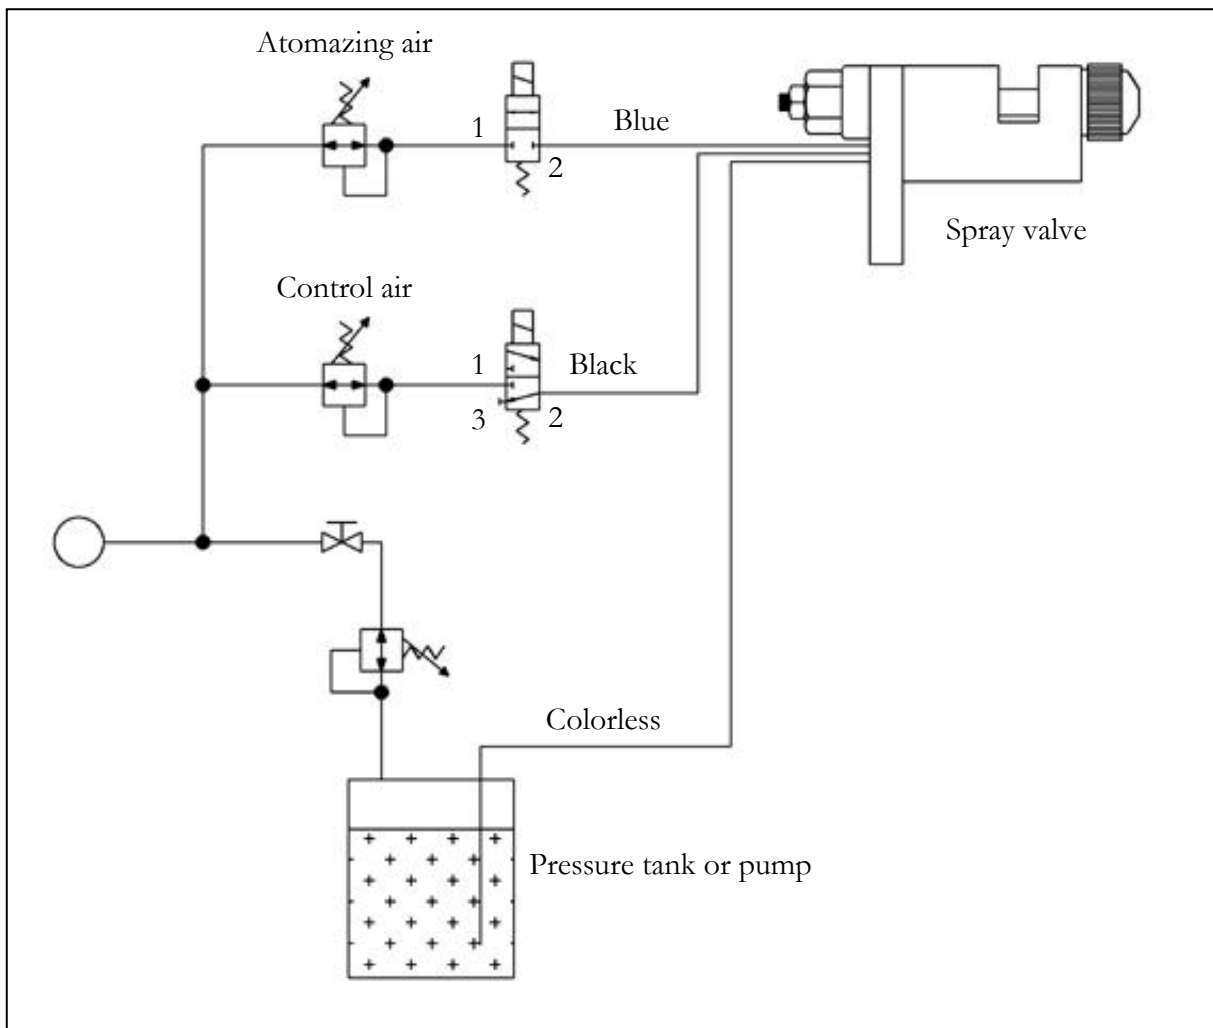 Atomazing air
1
Blue
2
Spray valve
Control air
1
Black
3
2
Colorless
Pressure tank or pump